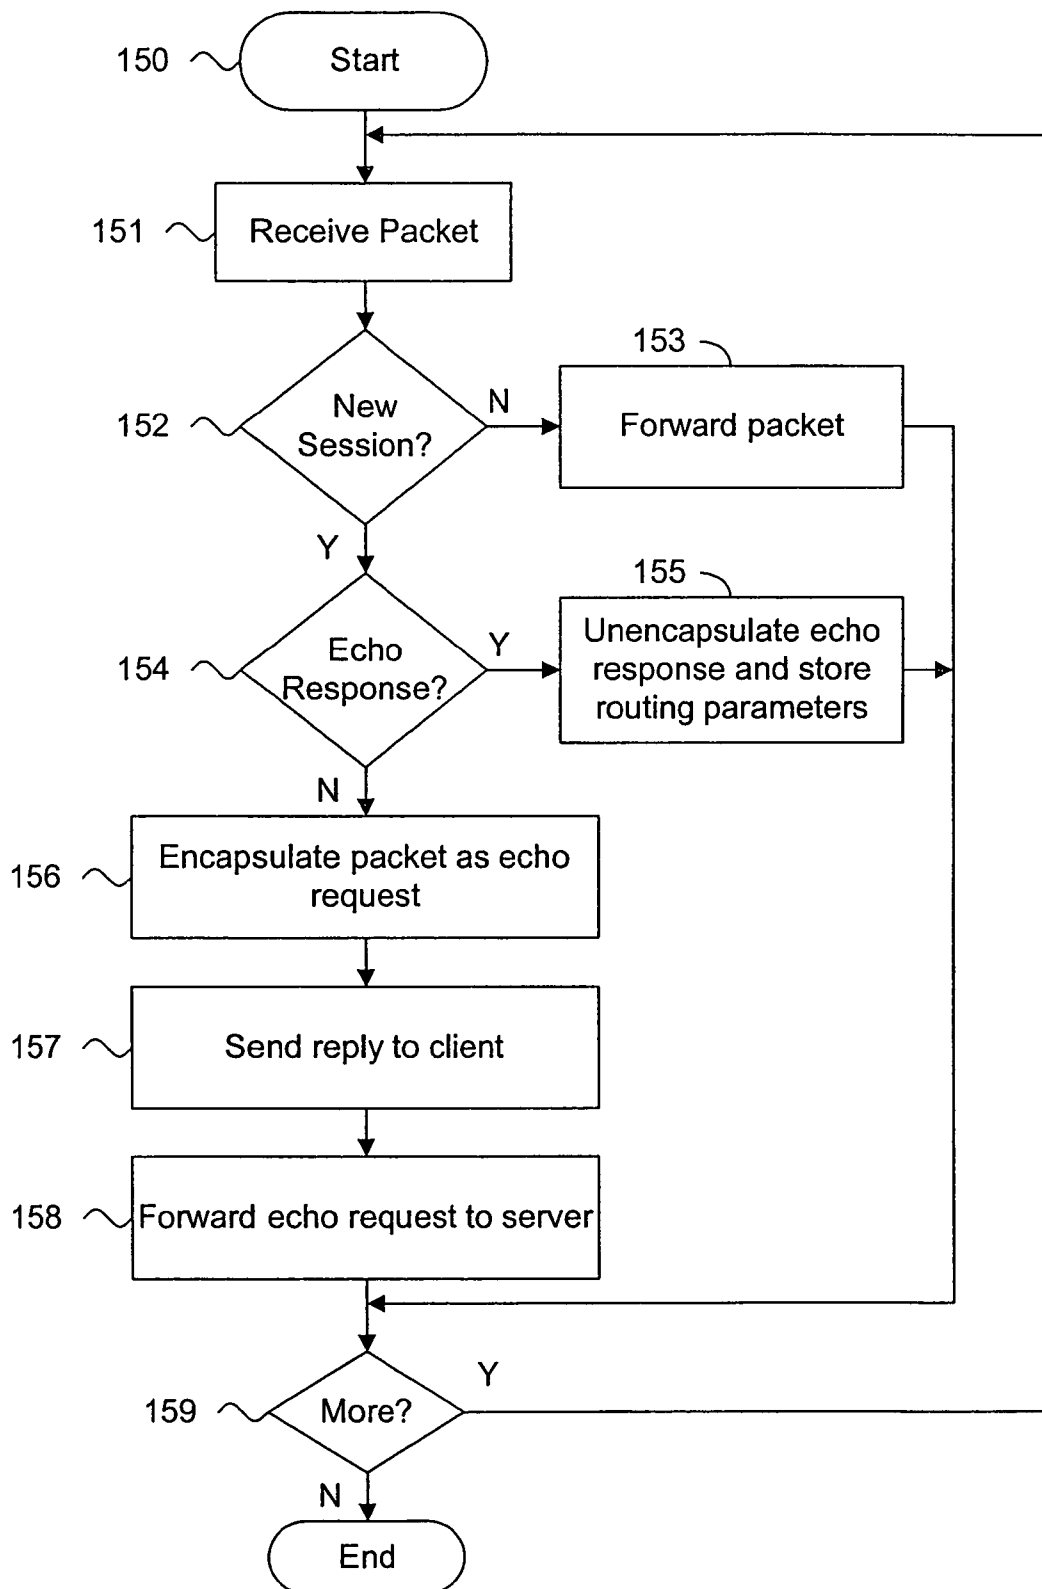 150
Start
151
Receive Packet
152
New
Session?
N
153
Forward packet
Y
154
Echo
Response?
Y
155
Unencapsulate echo
response and store
routing parameters
N
156
Encapsulate packet as echo
request
157
Send reply to client
158
Forward echo request to server
159
More?
Y
N
End